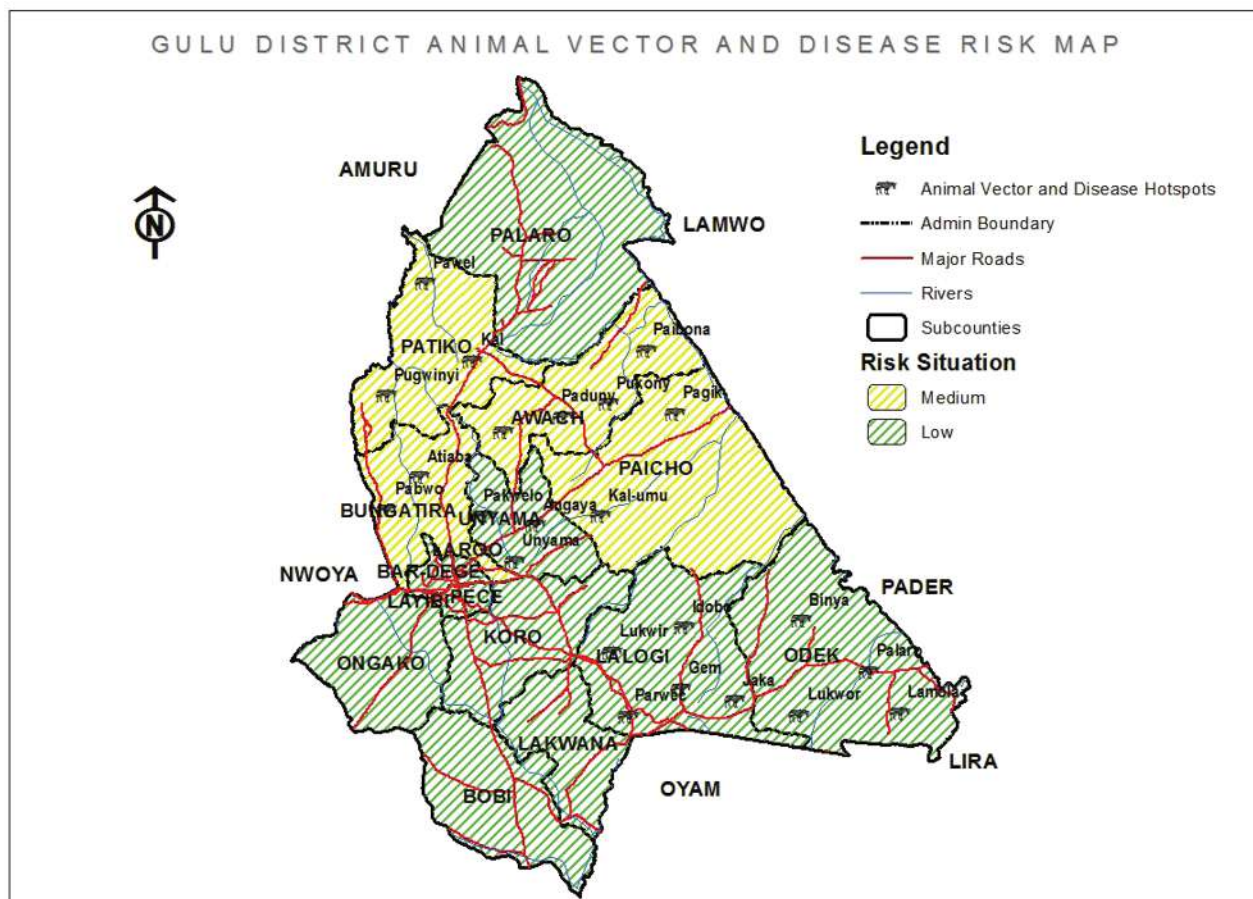 GULU DISTRICT ANIMAL VECTOR AND DISEASE RISK MAP
Legend
Animal Vector and Disease Hotspots
Admin Boundary
Major Roads
Rivers
Subcounties
Risk Situation
Medium
Low
N
AMURU
LAMWO
PALARO
Pawel
Kal
PATIKO
Paibona
Pugwinyi
Paduny
Pukony
Pagik
AWACH
Atiaba
PAICHO
Pabwo
Pakwelo
Angaya
Kal-umu
BUNGATIRA
UNYAMA
Unyama
LAROO
NWOYA
BAR-DEGE
PADER
LAYIBI
PECE
Idobo
Binya
KORO
Lukwir
ONGAKO
LALOGI
ODEK
Palaro
Gem
Jaka
Parwec
Lukwor
Lamola
LAKWANA
LIRA
OYAM
BOBI